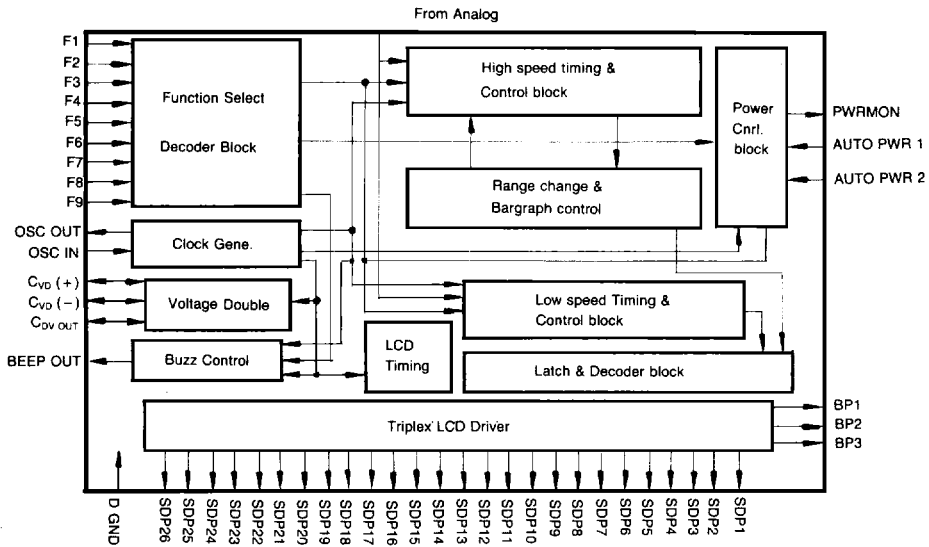 From Analog
F1
F2
F3
F4
F5
F6
F7
F8
F9
OSC OUT
OSC IN
CVD (+)
CVD (−)
CDV OUT
BEEP OUT
Function Select
Decoder Block
Clock Gene.
Voltage Double
Buzz Control
LCD
Timing
High speed timing &
Control block
Range change &
Bargraph control
Power
Cnrl.
block
PWRMON
AUTO PWR 1
AUTO PWR 2
Low speed Timing &
Control block
Latch & Decoder block
Triplex LCD Driver
BP1
BP2
BP3
D GND
SDP26
SDP25
SDP24
SDP23
SDP22
SDP21
SDP20
SDP19
SDP18
SDP17
SDP16
SDP15
SDP14
SDP13
SDP12
SDP11
SDP10
SDP9
SDP8
SDP7
SDP6
SDP5
SDP4
SDP3
SDP2
SDP1